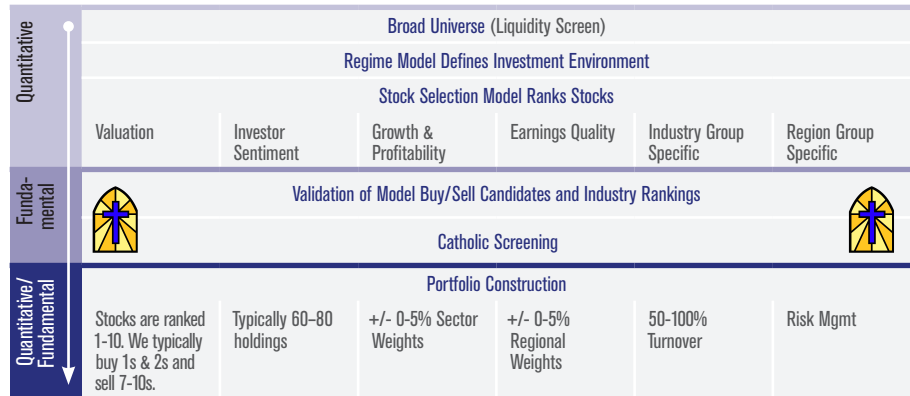 Quantitative
Broad Universe (Liquidity Screen)
Regime Model Defines Investment Environment
Stock Selection Model Ranks Stocks
Valuation
Investor
Sentiment
Growth &
Profitability
Earnings Quality
Industry Group
Specific
Region Group
Specific
Funda-
mental
Validation of Model Buy/Sell Candidates and Industry Rankings
Catholic Screening
Quantitative/
Fundamental
Portfolio Construction
Stocks are ranked
1-10. We typically
buy 1s & 2s and
sell 7-10s.
Typically 60–80
holdings
+/- 0-5% Sector
Weights
+/- 0-5%
Regional
Weights
50-100%
Turnover
Risk Mgmt